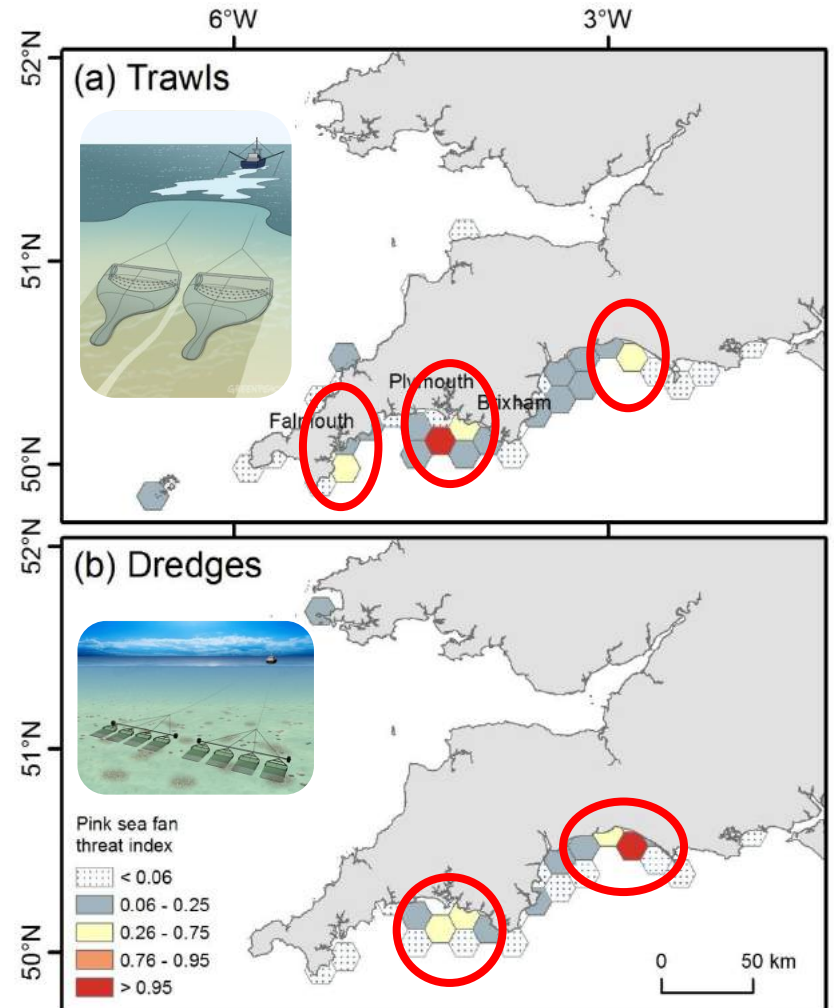 6°W 3°W
52°N
(a) Trawls
51°N
Plymouth
Brixham
Falmouth
50°N
52°N
(b) Dredges
51°N
Pink sea fan
threat index
< 0.06
0.06 - 0.25
0.26 - 0.75
0.76 - 0.95
> 0.95
50°N
0 50 km